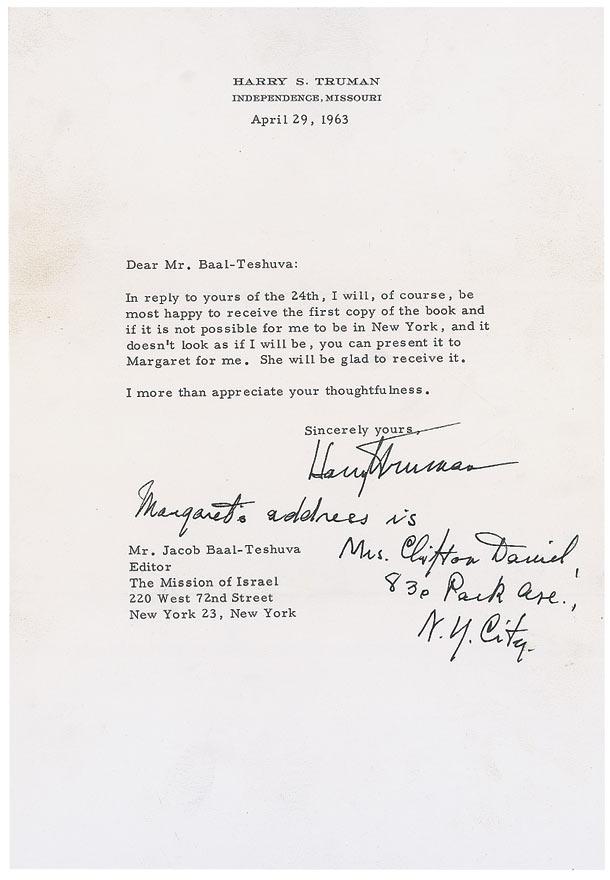 HARRY S. TRUMAN
INDEPENDENCE, MISSOURI
April 29, 1963
Dear Mr. Baal-Teshuva:
In reply to yours of the 24th, I will, of course, be
most happy to receive the first copy of the book and
if it is not possible for me to be in New York, and it
doesn't look as if I will be, you can present it to
Margaret for me. She will be glad to receive it.
I more than appreciate your thoughtfulness.
Sincerely yours,
Harry Truman
Margaret's address is
Mrs. Clifton Daniel,
830 Park Ave.,
N.Y. City.
Mr. Jacob Baal-Teshuva
Editor
The Mission of Israel
220 West 72nd Street
New York 23, New York